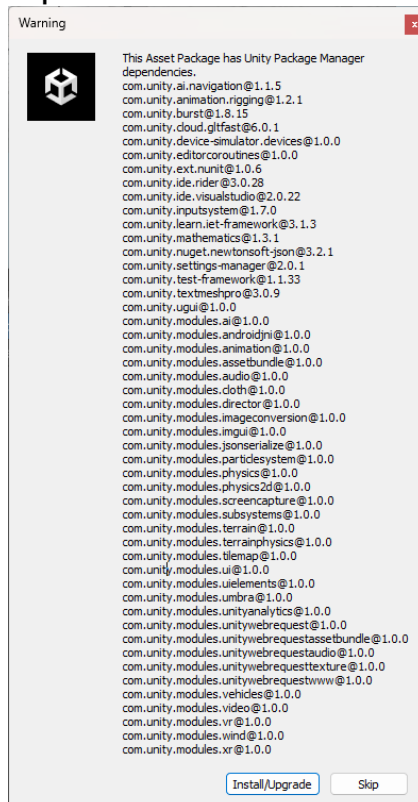 Warning
x
This Asset Package has Unity Package Manager
dependencies.
com.unity.ai.navigation@1.1.5
com.unity.animation.rigging@1.2.1
com.unity.burst@1.8.15
com.unity.cloud.gltfast@6.0.1
com.unity.device-simulator.devices@1.0.0
com.unity.editorcoroutines@1.0.0
com.unity.ext.nunit@1.0.6
com.unity.ide.rider@3.0.28
com.unity.ide.visualstudio@2.0.22
com.unity.inputsystem@1.7.0
com.unity.learn.iet-framework@3.1.3
com.unity.mathematics@1.3.1
com.unity.nuget.newtonsoft-json@3.2.1
com.unity.settings-manager@2.0.1
com.unity.test-framework@1.1.33
com.unity.textmeshpro@3.0.9
com.unity.ugui@1.0.0
com.unity.modules.ai@1.0.0
com.unity.modules.androidjni@1.0.0
com.unity.modules.animation@1.0.0
com.unity.modules.assetbundle@1.0.0
com.unity.modules.audio@1.0.0
com.unity.modules.cloth@1.0.0
com.unity.modules.director@1.0.0
com.unity.modules.imageconversion@1.0.0
com.unity.modules.imgui@1.0.0
com.unity.modules.jsonserialize@1.0.0
com.unity.modules.particlesystem@1.0.0
com.unity.modules.physics@1.0.0
com.unity.modules.physics2d@1.0.0
com.unity.modules.screencapture@1.0.0
com.unity.modules.subsystems@1.0.0
com.unity.modules.terrain@1.0.0
com.unity.modules.terrainphysics@1.0.0
com.unity.modules.tilemap@1.0.0
com.unity.modules.ui@1.0.0
com.unity.modules.uielements@1.0.0
com.unity.modules.umbra@1.0.0
com.unity.modules.unityanalytics@1.0.0
com.unity.modules.unitywebrequest@1.0.0
com.unity.modules.unitywebrequestassetbundle@1.0.0
com.unity.modules.unitywebrequestaudio@1.0.0
com.unity.modules.unitywebrequesttexture@1.0.0
com.unity.modules.unitywebrequestwww@1.0.0
com.unity.modules.vehicles@1.0.0
com.unity.modules.video@1.0.0
com.unity.modules.vr@1.0.0
com.unity.modules.wind@1.0.0
com.unity.modules.xr@1.0.0
Install/Upgrade
Skip